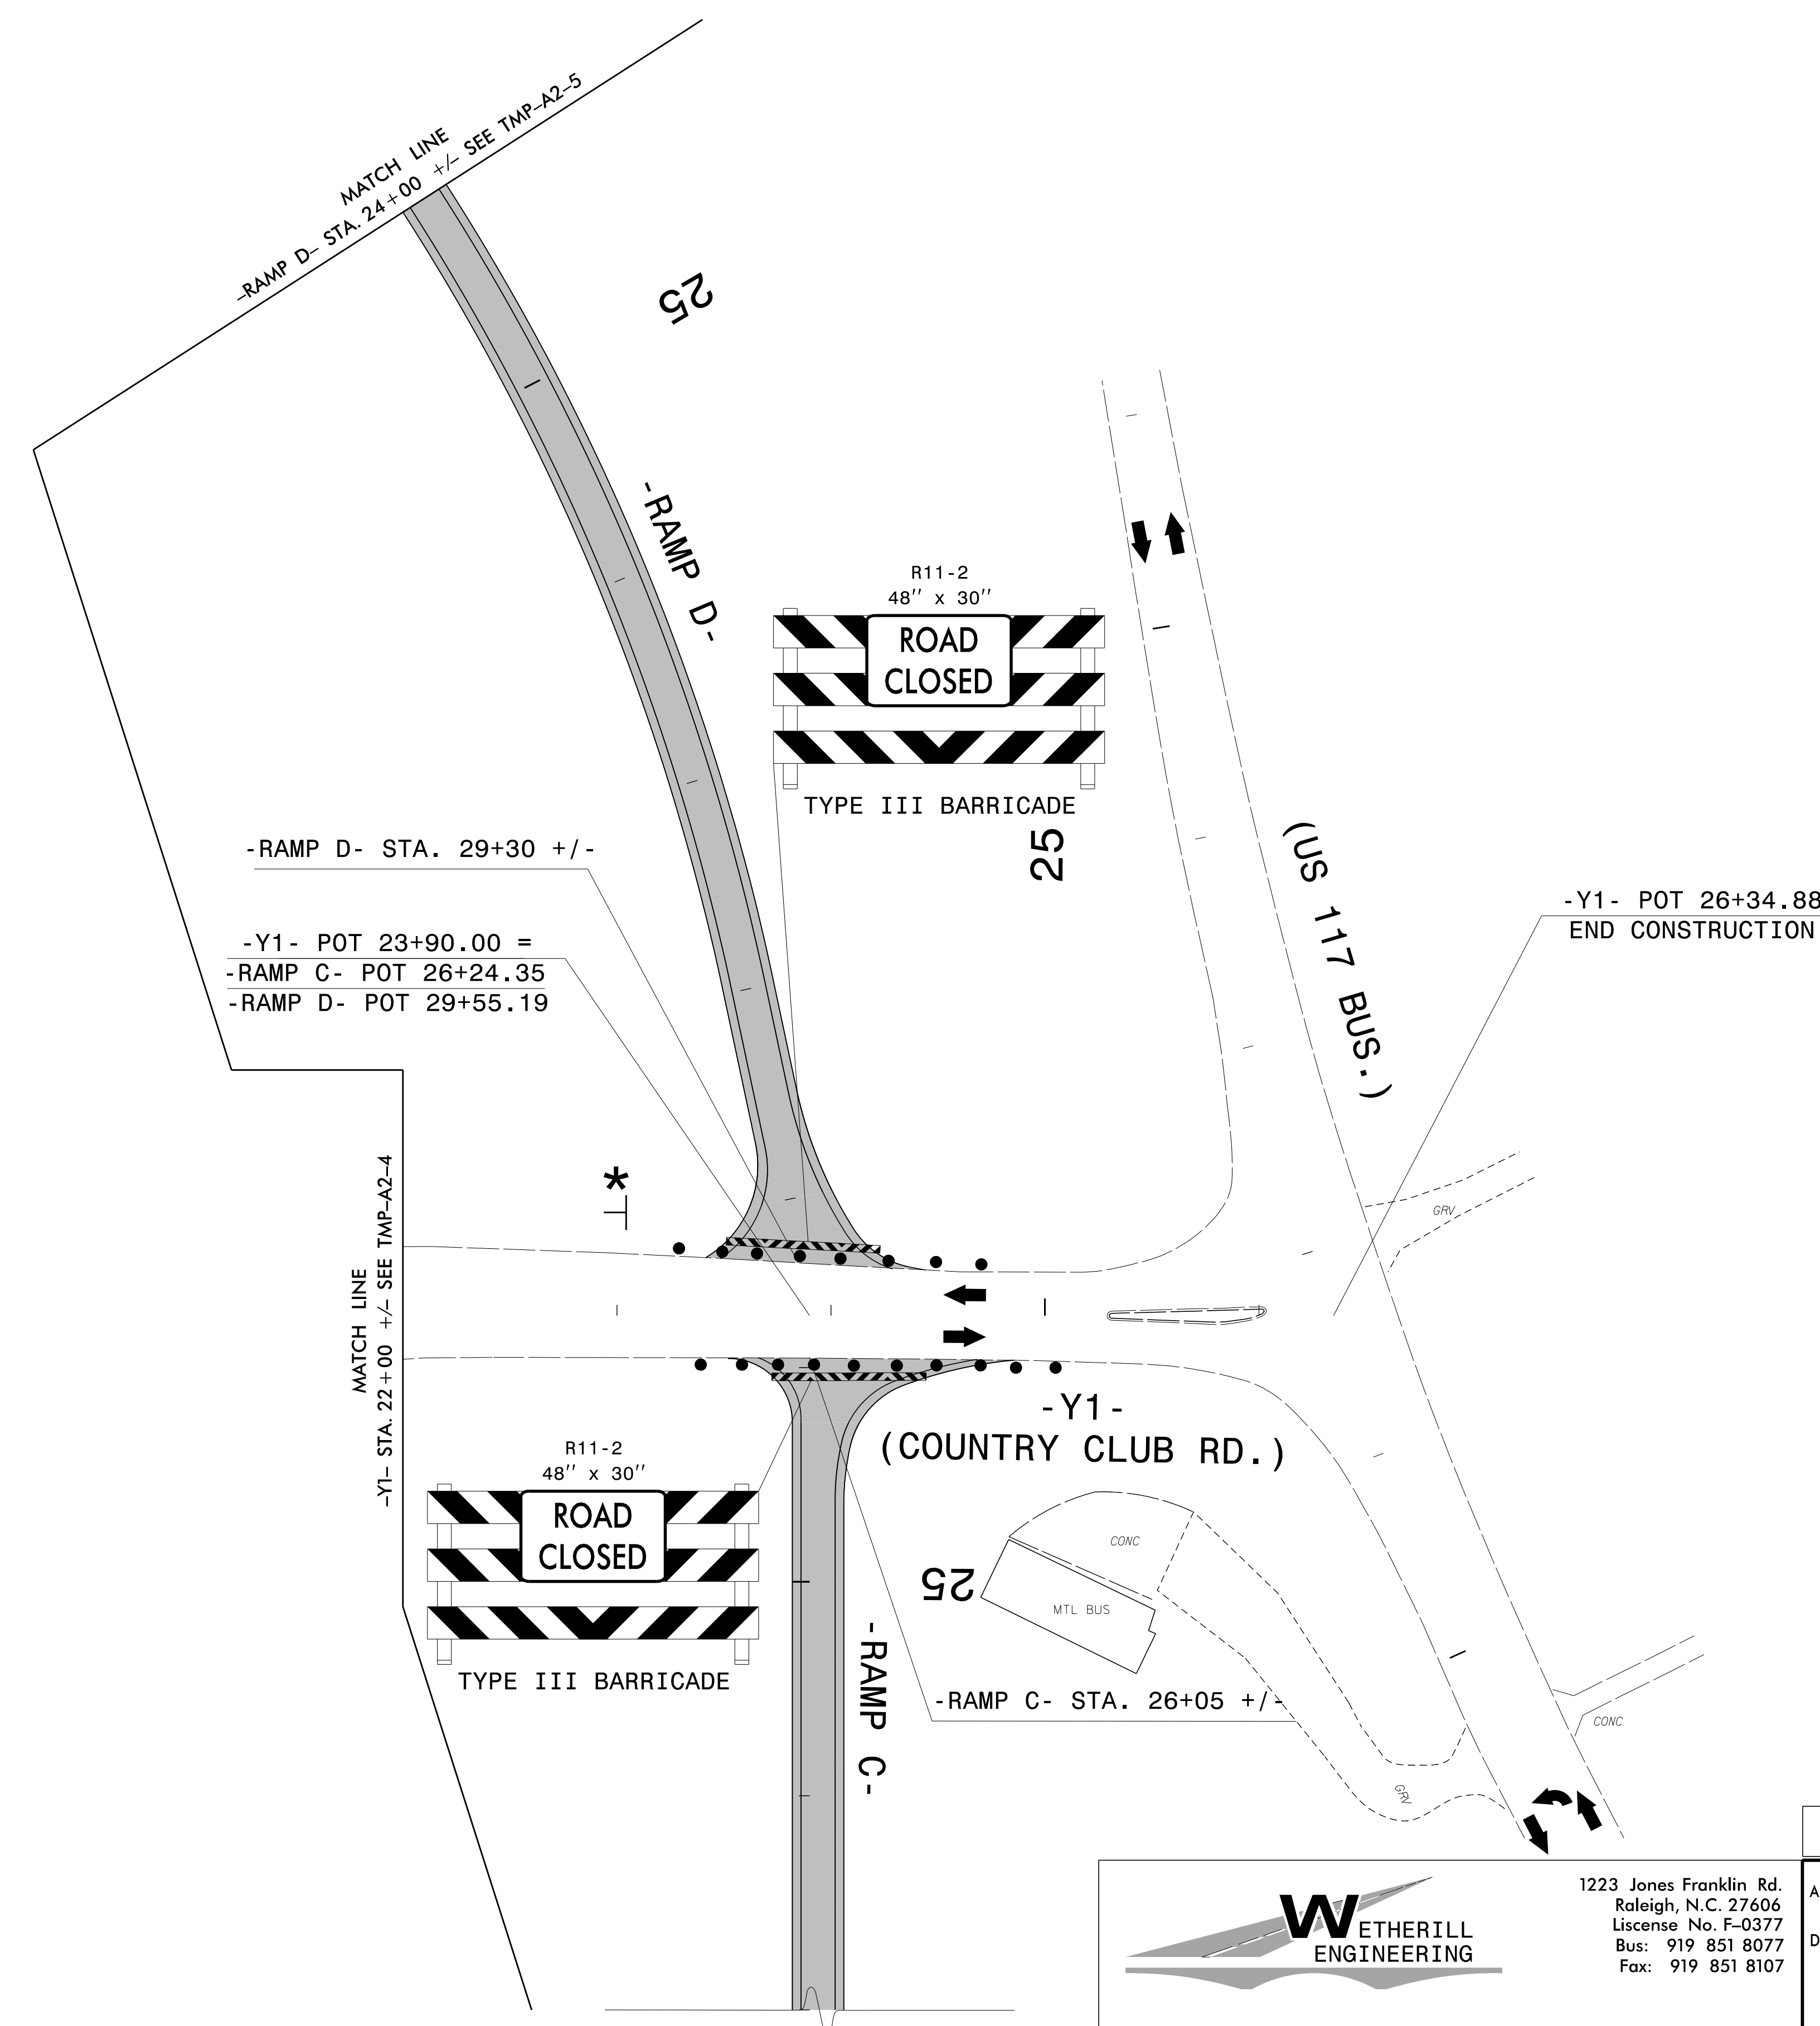 MATCH LINE
-RAMP D- STA. 24+00 +/- SEE TMP-A2-5
25
-RAMP D-
R11-2
48'' x 30''
ROAD
CLOSED
TYPE III BARRICADE
25
(US 117 BUS.)
-RAMP D- STA. 29+30 +/-
-Y1- POT 23+90.00 =
-RAMP C- POT 26+24.35
-RAMP D- POT 29+55.19
-Y1- POT 26+34.88
END CONSTRUCTION
*
MATCH LINE
-Y1- STA. 22+00 +/- SEE TMP-A2-4
GRV
-Y1-
(COUNTRY CLUB RD.)
R11-2
48'' x 30''
ROAD
CLOSED
TYPE III BARRICADE
25
CONC
MTL BUS
-RAMP C-
-RAMP C- STA. 26+05 +/-
CONC
GRV
WETHERILL
ENGINEERING
1223 Jones Franklin Rd.
Raleigh, N.C. 27606
Liscense No. F-0377
Bus: 919 851 8077
Fax: 919 851 8107
A
D